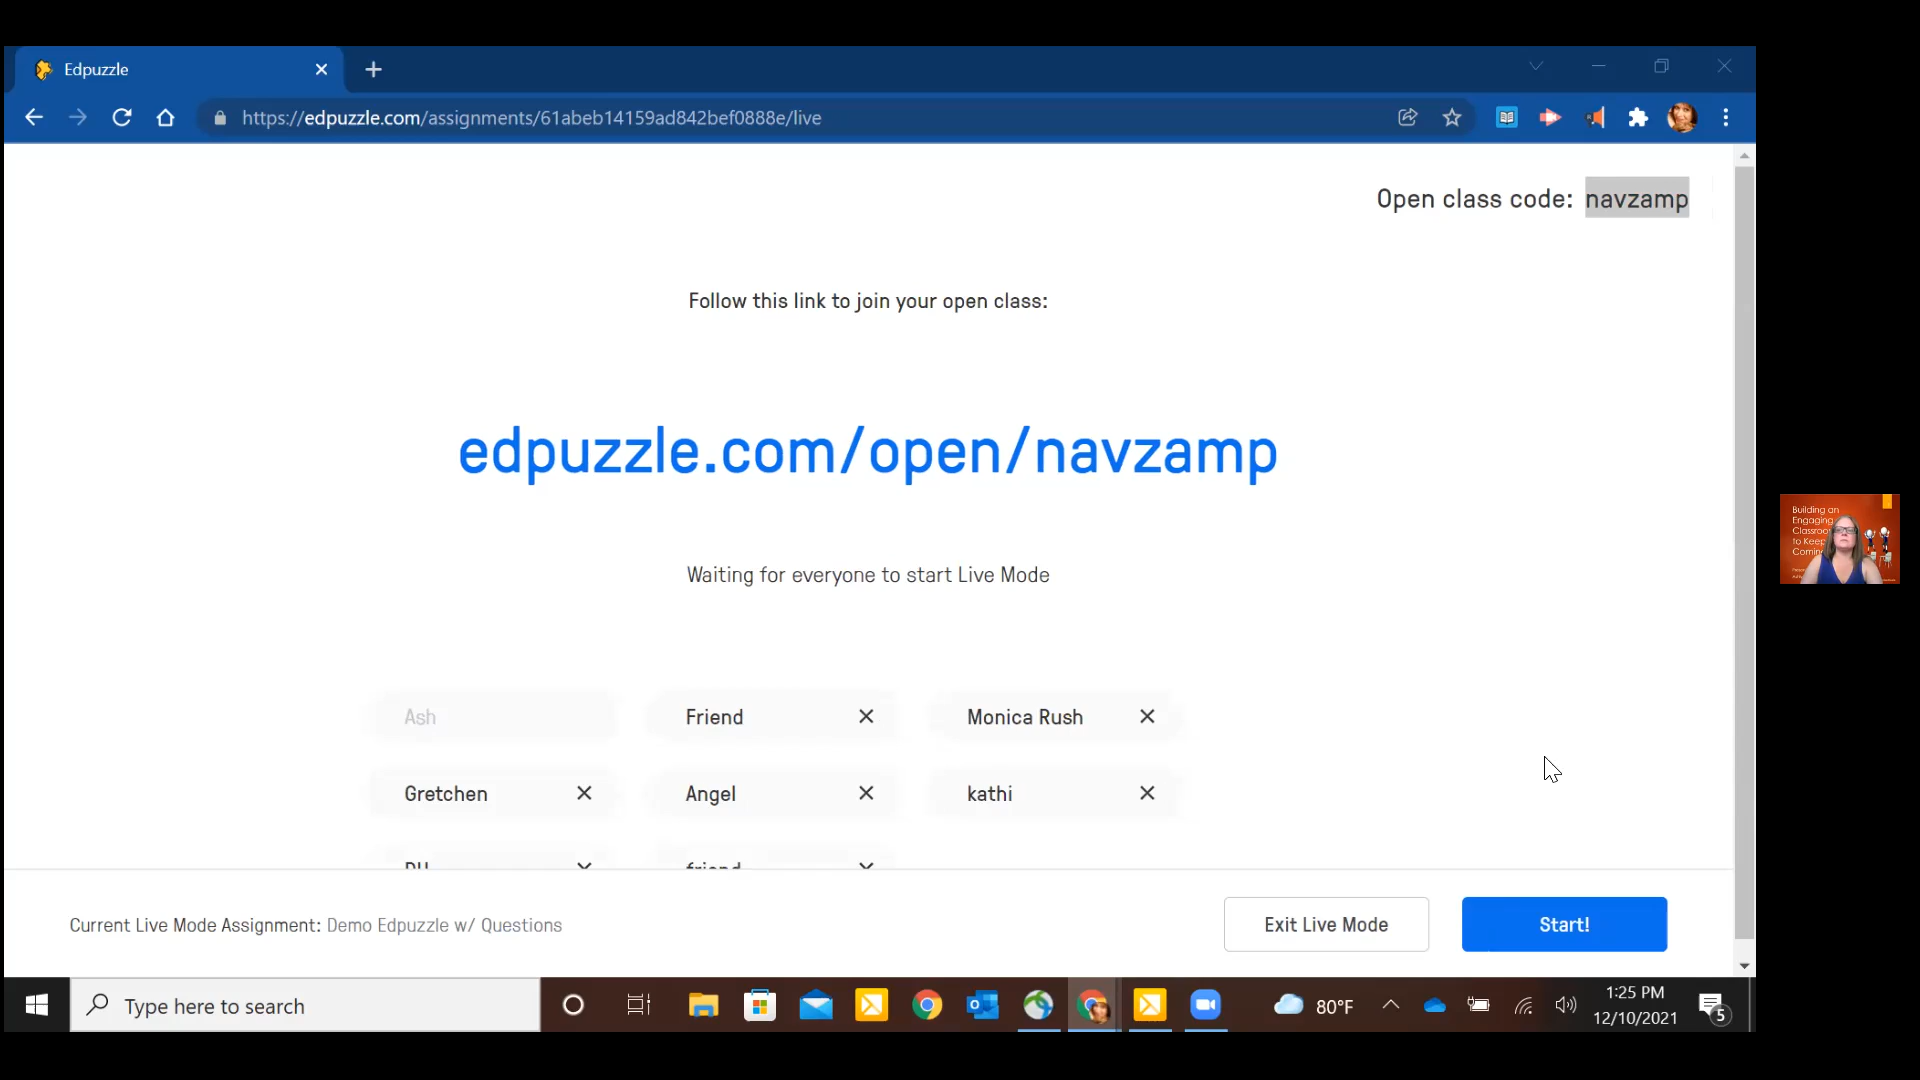 Edpuzzle
https://edpuzzle.com/assignments/61abeb14159ad842bef0888e/live
Open class code: navzamp
Follow this link to join your open class:
edpuzzle.com/open/navzamp
Waiting for everyone to start Live Mode
Ash
Friend
Monica Rush
Gretchen
Angel
kathi
friend
Current Live Mode Assignment: Demo Edpuzzle w/ Questions
Exit Live Mode
Start!
Building an
Engaging
to Keep
Type here to search
80°F
1:25 PM
12/10/2021
5